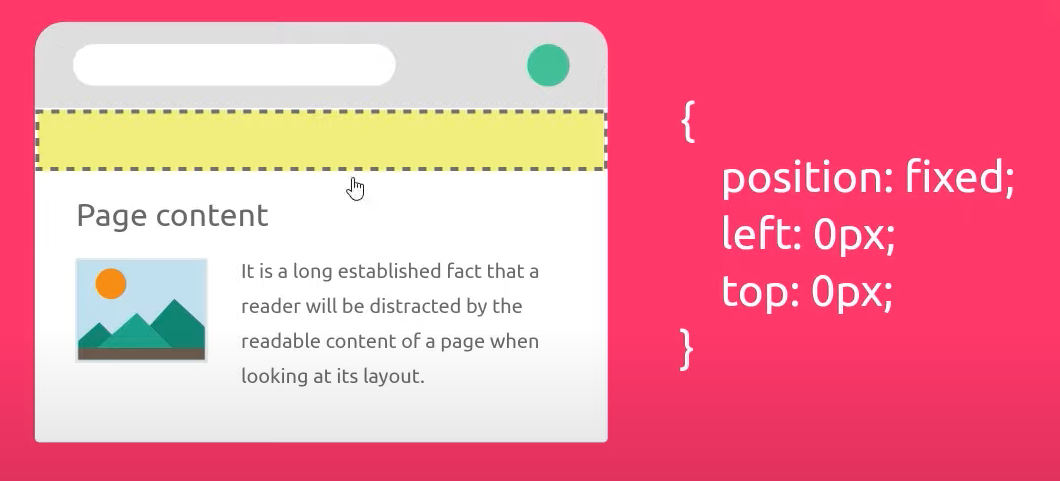 Page content
It is a long established fact that a
reader will be distracted by the
readable content of a page when
looking at its layout.
{
position: fixed;
left: 0px;
top: 0px;
}